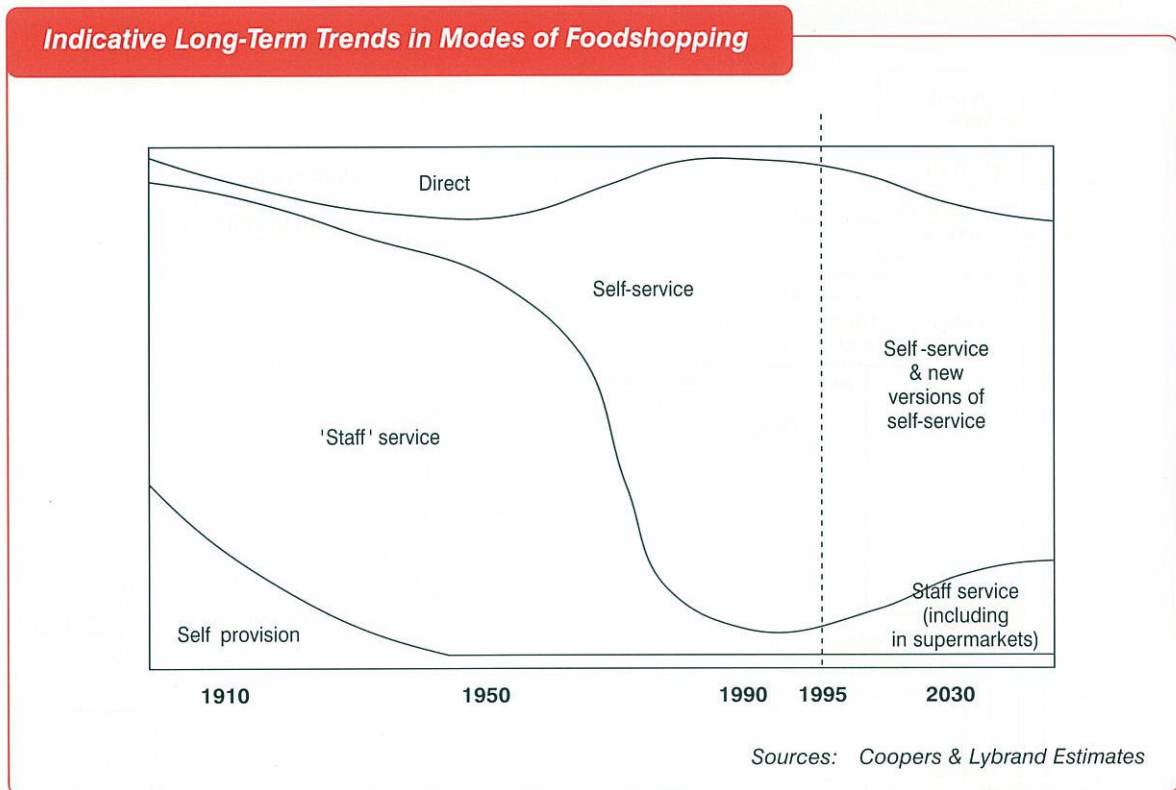 Indicative Long-Term Trends in Modes of Foodshopping
Direct
Self-service
Self-service
& new
versions of
self-service
'Staff' service
Staff service
(including
in supermarkets)
Self provision
1910 1950 1990 1995 2030
Sources: Coopers & Lybrand Estimates